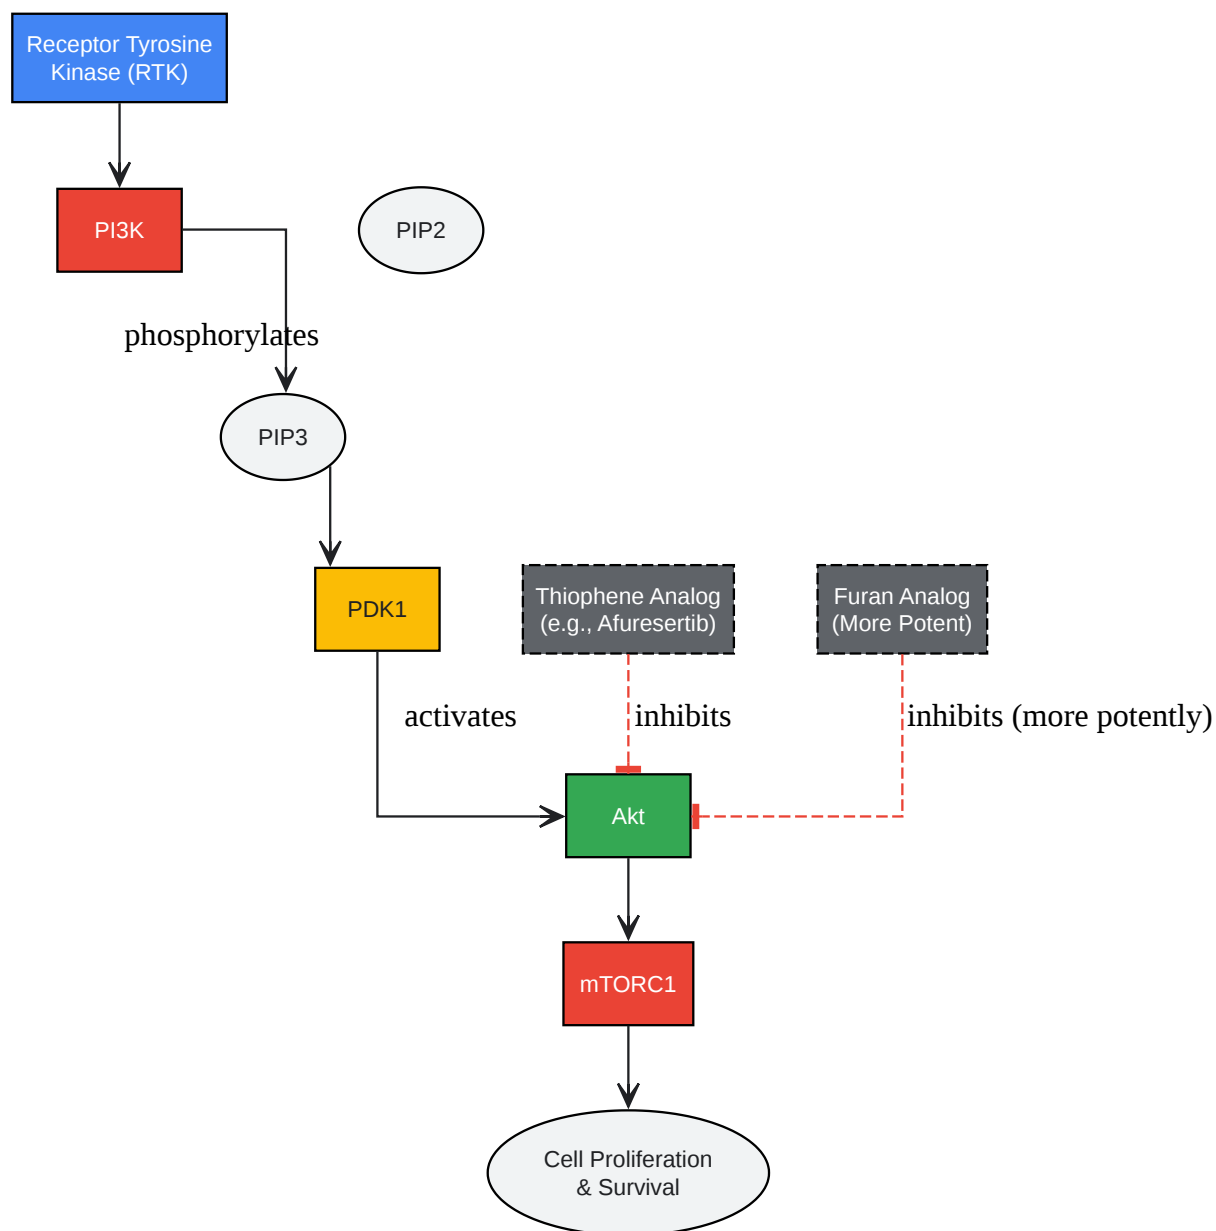 Receptor Tyrosine
Kinase (RTK)
PI3K
PIP2
phosphorylates
PIP3
PDK1
Thiophene Analog
(e.g., Afuresertib)
Furan Analog
(More Potent)
activates
inhibits
inhibits (more potently)
Akt
mTORC1
Cell Proliferation
& Survival